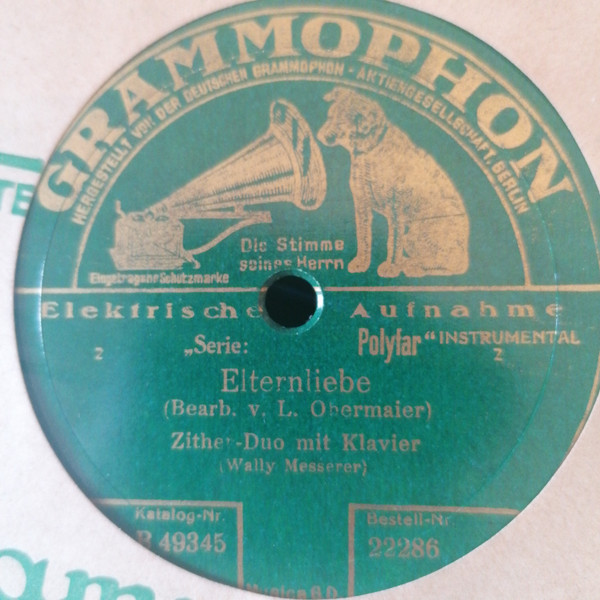 GRAMMOPHON
HERGESTELLT VON DER DEUTSCHEN GRAMMOPHON - AKTIENGESELLSCHAFT, BERLIN
Die Stimme
seines Herrn
Eingetragene Schutzmarke
Elektrische Aufnahme
„Serie: Polyfar“ INSTRUMENTAL
2 2
Elternliebe
(Bearb. v. L. Obermaier)
Zither-Duo mit Klavier
(Wally Messerer)
Katalog-Nr. Bestell-Nr.
B 49345 22286